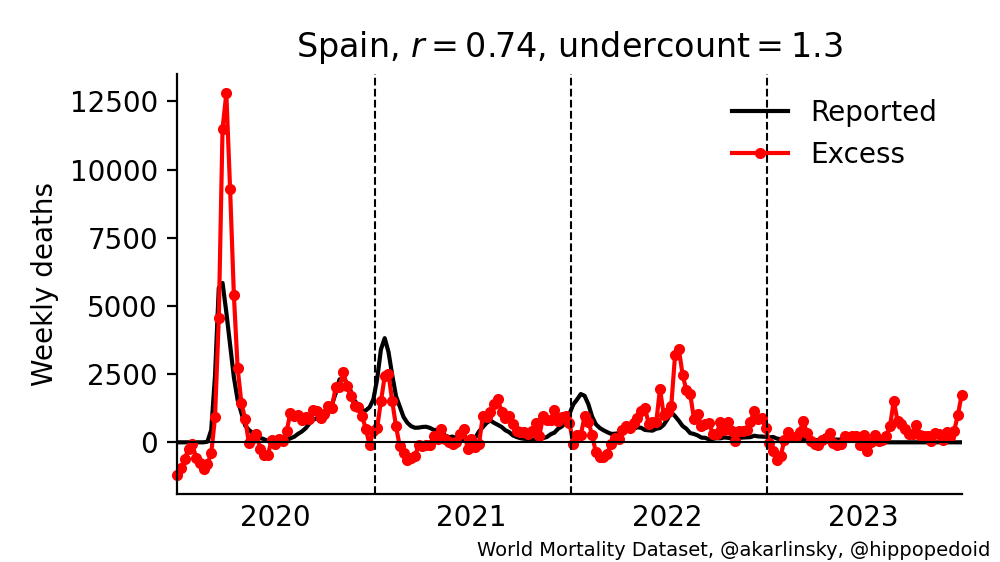 Spain, r = 0.74, undercount = 1.3
Weekly deaths
12500
10000
7500
5000
2500
0
Reported
Excess
2020 2021 2022 2023
World Mortality Dataset, @akarlinsky, @hippopedoid